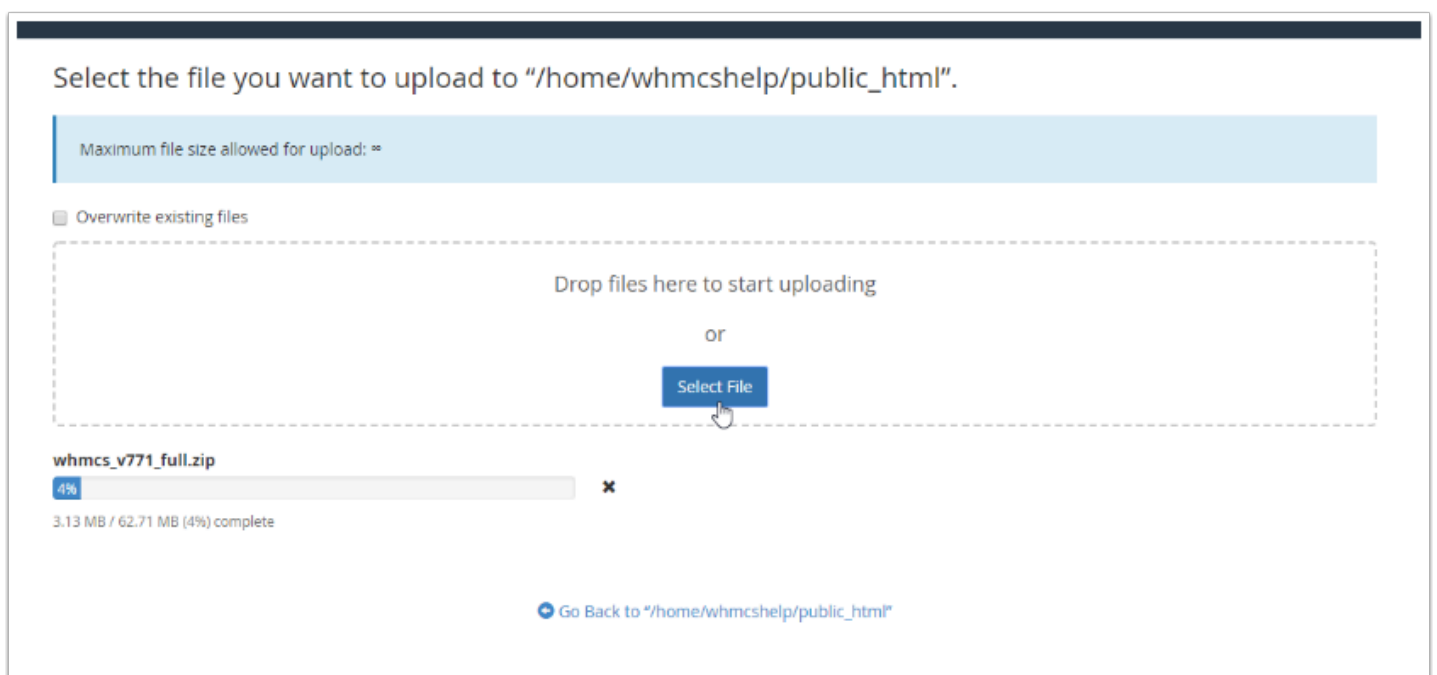 Select the file you want to upload to “/home/whmcshelp/public_html”.
Maximum file size allowed for upload: ∞
Overwrite existing files
Drop files here to start uploading
or
Select File
whmcs_v771_full.zip
4%
3.13 MB / 62.71 MB (4%) complete
Go Back to “/home/whmcshelp/public_html”